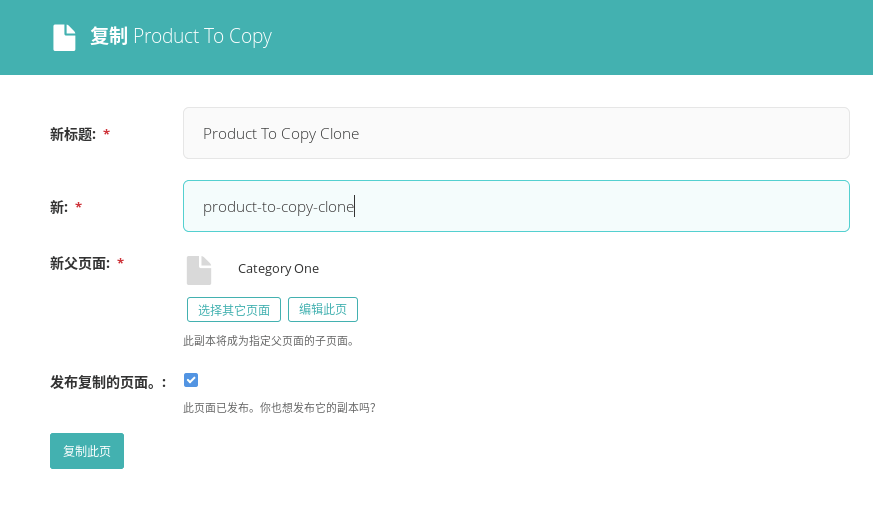 复制 Product To Copy
新标题: *
Product To Copy Clone
新: *
product-to-copy-clone
新父页面: *
Category One
选择其它页面 编辑此页
此副本将成为指定父页面的子页面。
发布复制的页面。:
此页面已发布。你也想发布它的副本吗?
复制此页